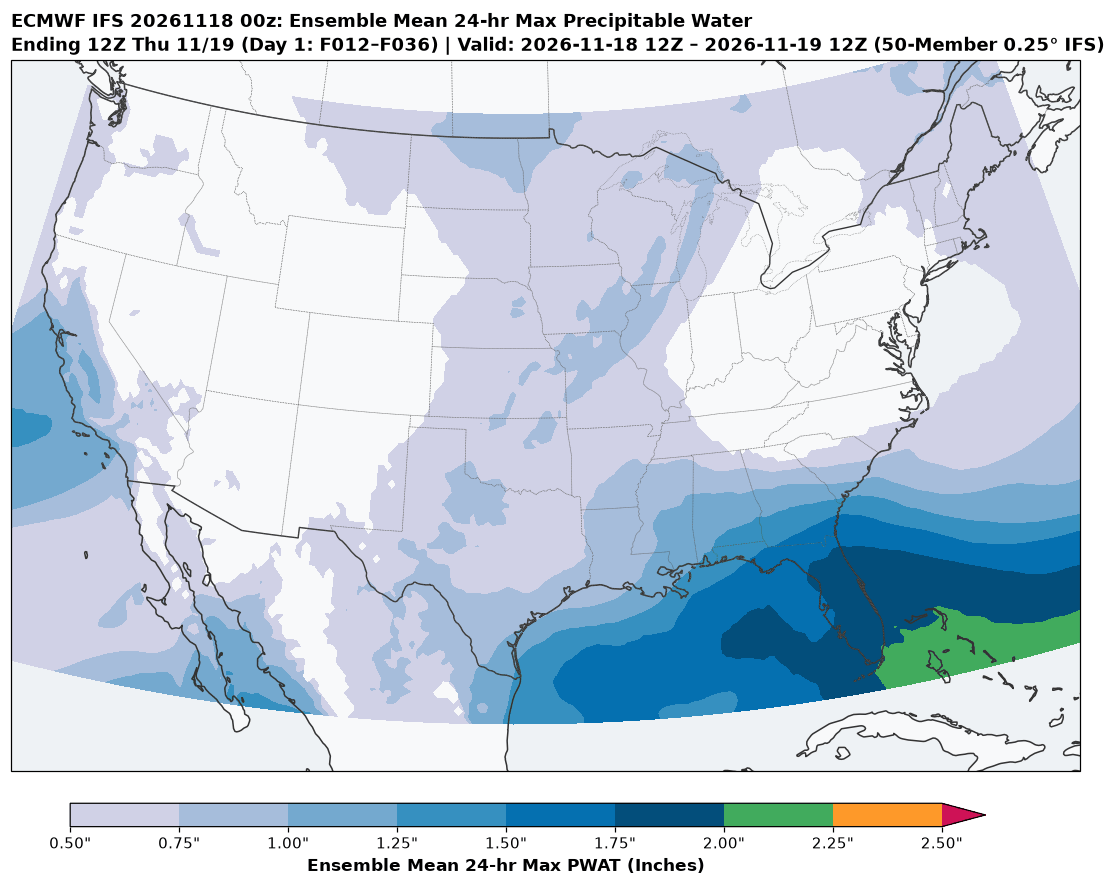 ECMWF IFS 20261118 00z: Ensemble Mean 24-hr Max Precipitable Water
Ending 12Z Thu 11/19 (Day 1: F012–F036) | Valid: 2026-11-18 12Z – 2026-11-19 12Z (50-Member 0.25° IFS)
0.50" 0.75" 1.00" 1.25" 1.50" 1.75" 2.00" 2.25" 2.50"
Ensemble Mean 24-hr Max PWAT (Inches)